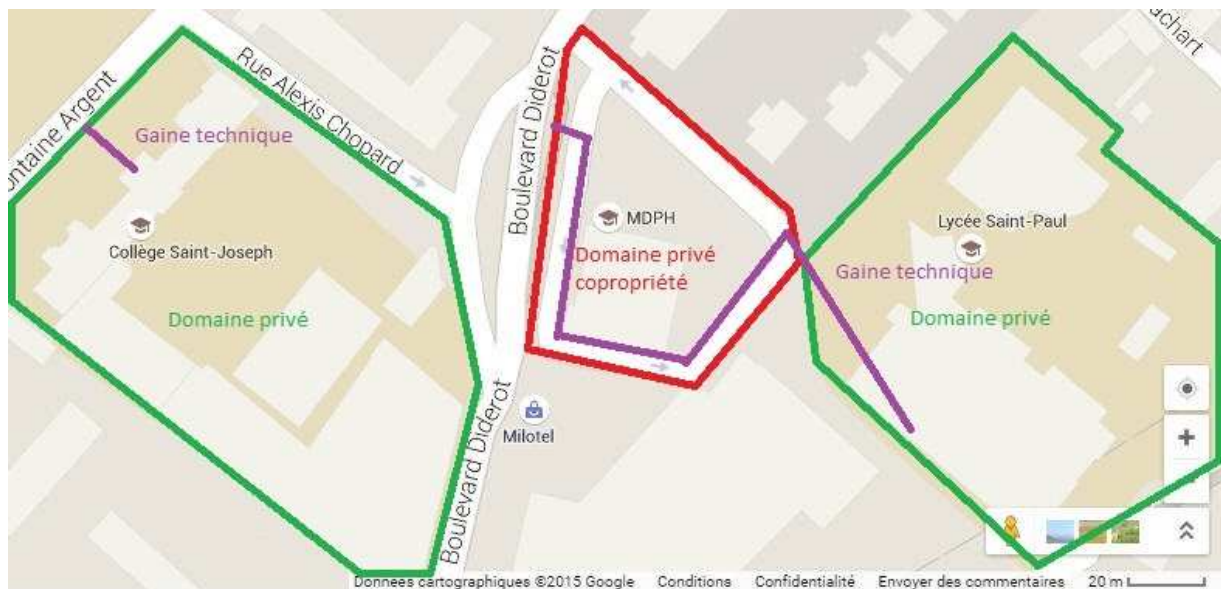 achart
ontaine Argent
Rue Alexis Chopard
Boulevard Diderot
Gaine technique
MDPH
Lycée Saint-Paul
Collège Saint-Joseph
Domaine privé
copropriété
Gaine technique
Domaine privé
Domaine privé
Milotel
Boulevard Diderot
Données cartographiques ©2015 Google Conditions Confidentialité Envoyer des commentaires 20 m